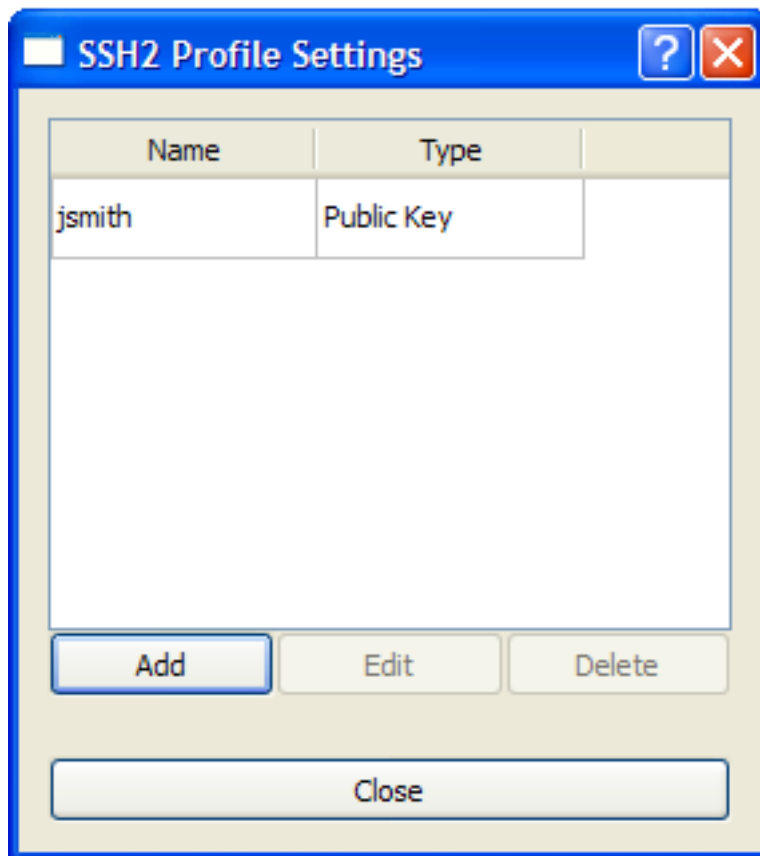 SSH2 Profile Settings ?
Name Type
jsmith Public Key
Add Edit Delete
Close